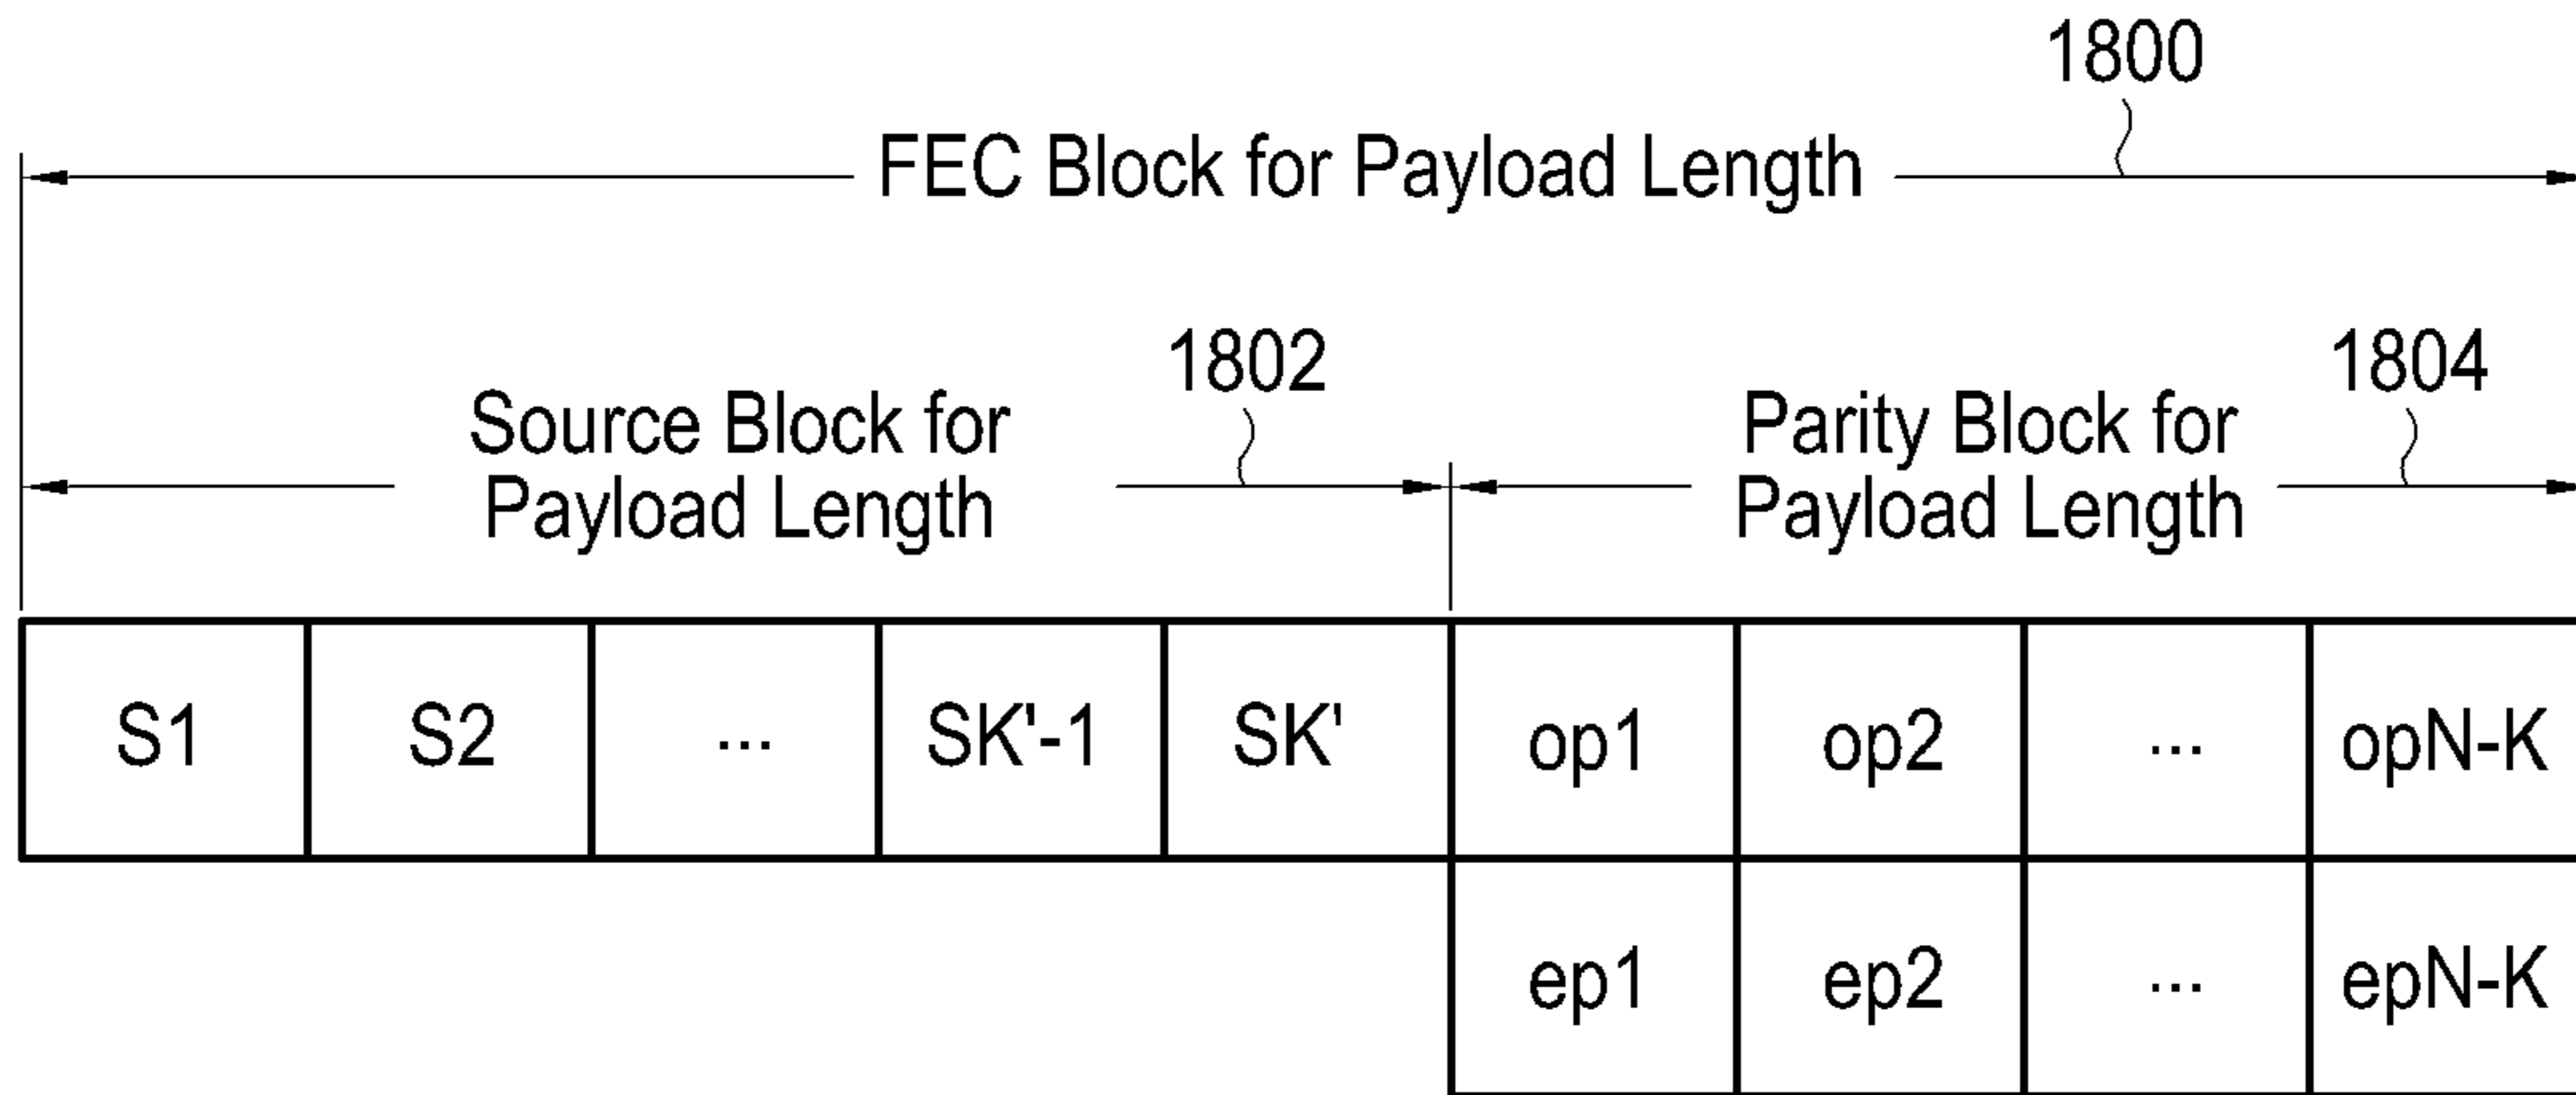 1800
FEC Block for Payload Length
1802
1804
Source Block for
Payload Length
Parity Block for
Payload Length
S1 S2 ... SK'-1 SK' op1 op2 ... opN-K
ep1 ep2 ... epN-K